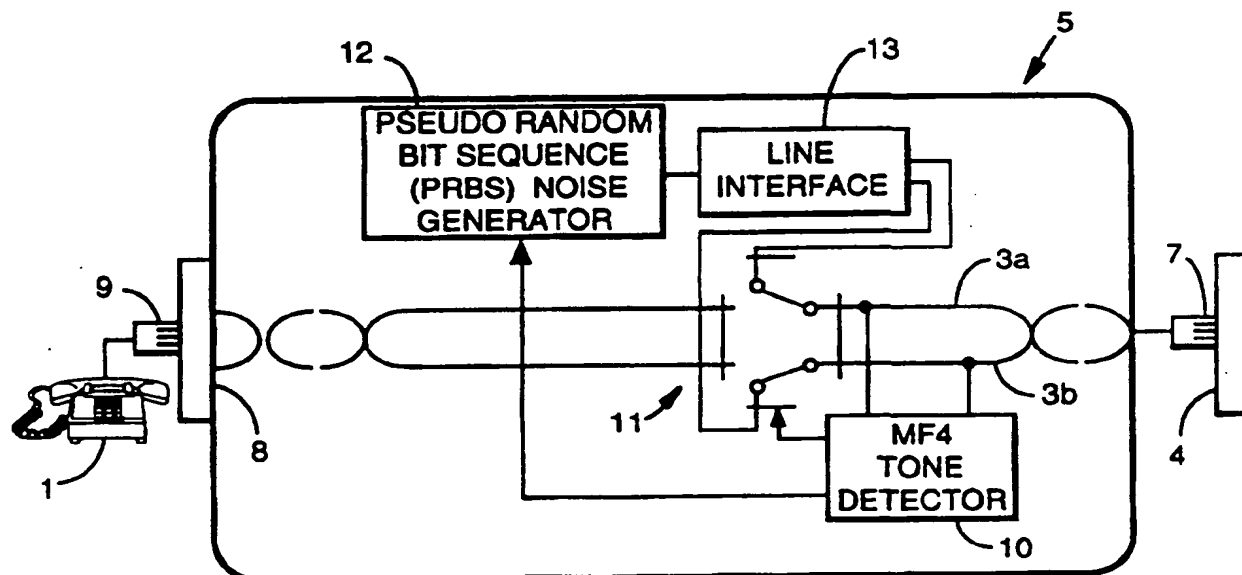 5
12
13
PSEUDO RANDOM
BIT SEQUENCE
(PRBS) NOISE
GENERATOR
LINE
INTERFACE
9
3a
7
11
3b
1
8
MF4
TONE
DETECTOR
4
10